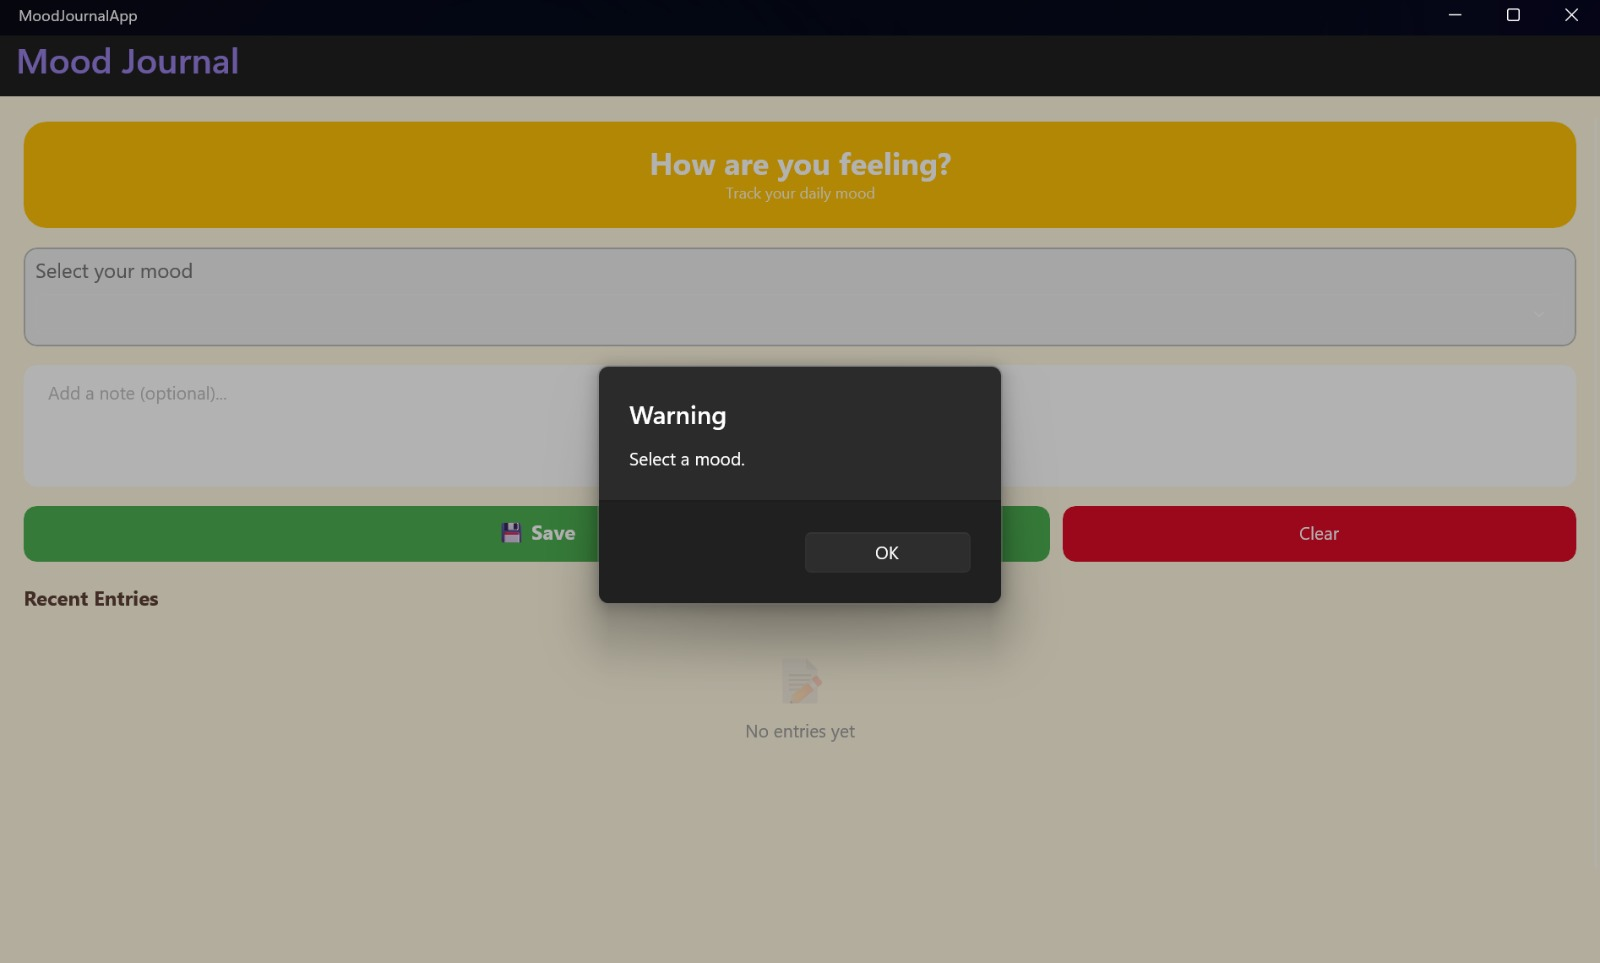 MoodJournalApp
Mood Journal
How are you feeling?
Track your daily mood
Select your mood
Add a note (optional)...
Warning
Select a mood.
OK
Save
Clear
Recent Entries
No entries yet